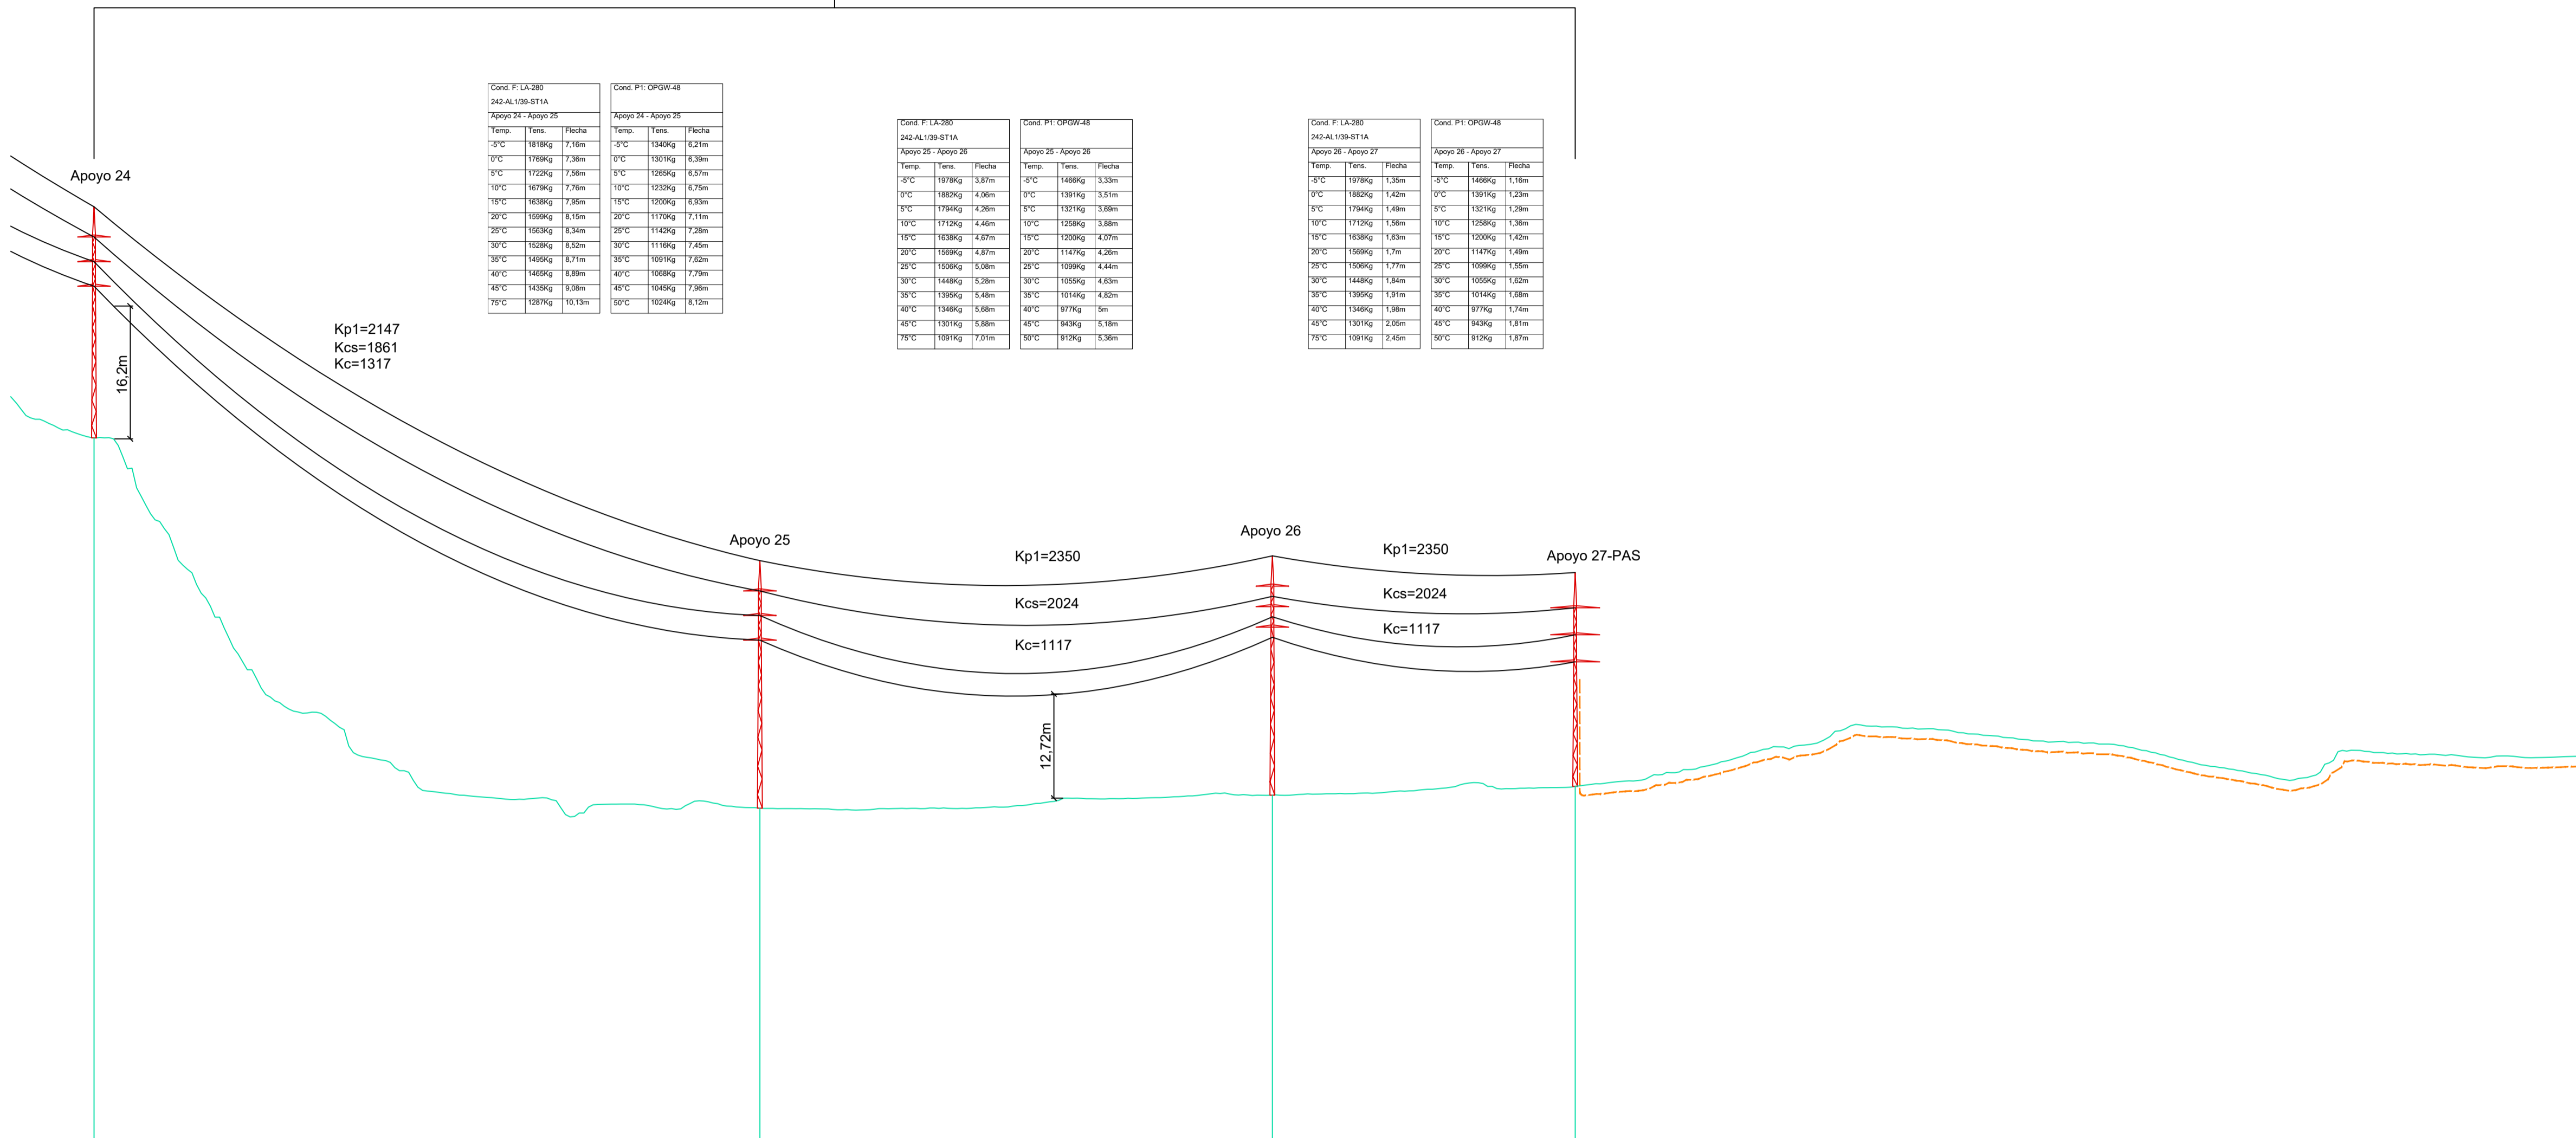 Cond. F: LA-280
242-AL1/39-ST1A
Apoyo 24 - Apoyo 25
Temp. Tens. Flecha
-5°C 1818Kg 7,16m
0°C 1769Kg 7,36m
5°C 1722Kg 7,56m
10°C 1679Kg 7,76m
15°C 1638Kg 7,95m
20°C 1599Kg 8,15m
25°C 1563Kg 8,34m
30°C 1528Kg 8,52m
35°C 1495Kg 8,71m
40°C 1465Kg 8,89m
45°C 1435Kg 9,08m
75°C 1287Kg 10,13m
Cond. P1: OPGW-48
Apoyo 24 - Apoyo 25
Temp. Tens. Flecha
-5°C 1340Kg 6,21m
0°C 1301Kg 6,39m
5°C 1265Kg 6,57m
10°C 1232Kg 6,75m
15°C 1200Kg 6,93m
20°C 1170Kg 7,11m
25°C 1142Kg 7,28m
30°C 1116Kg 7,45m
35°C 1091Kg 7,62m
40°C 1068Kg 7,79m
45°C 1045Kg 7,96m
50°C 1024Kg 8,12m
Cond. F: LA-280
242-AL1/39-ST1A
Apoyo 25 - Apoyo 26
Temp. Tens. Flecha
-5°C 1978Kg 3,87m
0°C 1882Kg 4,06m
5°C 1794Kg 4,26m
10°C 1712Kg 4,46m
15°C 1638Kg 4,67m
20°C 1569Kg 4,87m
25°C 1506Kg 5,08m
30°C 1448Kg 5,28m
35°C 1395Kg 5,48m
40°C 1346Kg 5,68m
45°C 1301Kg 5,88m
75°C 1091Kg 7,01m
Cond. P1: OPGW-48
Apoyo 25 - Apoyo 26
Temp. Tens. Flecha
-5°C 1466Kg 3,33m
0°C 1391Kg 3,51m
5°C 1321Kg 3,69m
10°C 1258Kg 3,88m
15°C 1200Kg 4,07m
20°C 1147Kg 4,26m
25°C 1099Kg 4,44m
30°C 1055Kg 4,63m
35°C 1014Kg 4,82m
40°C 977Kg 5m
45°C 943Kg 5,18m
50°C 912Kg 5,36m
Cond. F: LA-280
242-AL1/39-ST1A
Apoyo 26 - Apoyo 27
Temp. Tens. Flecha
-5°C 1978Kg 1,35m
0°C 1882Kg 1,42m
5°C 1794Kg 1,49m
10°C 1712Kg 1,56m
15°C 1638Kg 1,63m
20°C 1569Kg 1,7m
25°C 1506Kg 1,77m
30°C 1448Kg 1,84m
35°C 1395Kg 1,91m
40°C 1346Kg 1,98m
45°C 1301Kg 2,05m
75°C 1091Kg 2,45m
Cond. P1: OPGW-48
Apoyo 26 - Apoyo 27
Temp. Tens. Flecha
-5°C 1466Kg 1,16m
0°C 1391Kg 1,23m
5°C 1321Kg 1,29m
10°C 1258Kg 1,36m
15°C 1200Kg 1,42m
20°C 1147Kg 1,49m
25°C 1099Kg 1,55m
30°C 1055Kg 1,62m
35°C 1014Kg 1,68m
40°C 977Kg 1,74m
45°C 943Kg 1,81m
50°C 912Kg 1,87m
Apoyo 24
Kp1=2147
Kcs=1861
Kc=1317
16,2m
Apoyo 25
Kp1=2350
Kcs=2024
Kc=1117
12,72m
Apoyo 26
Kp1=2350
Kcs=2024
Kc=1117
Apoyo 27-PAS